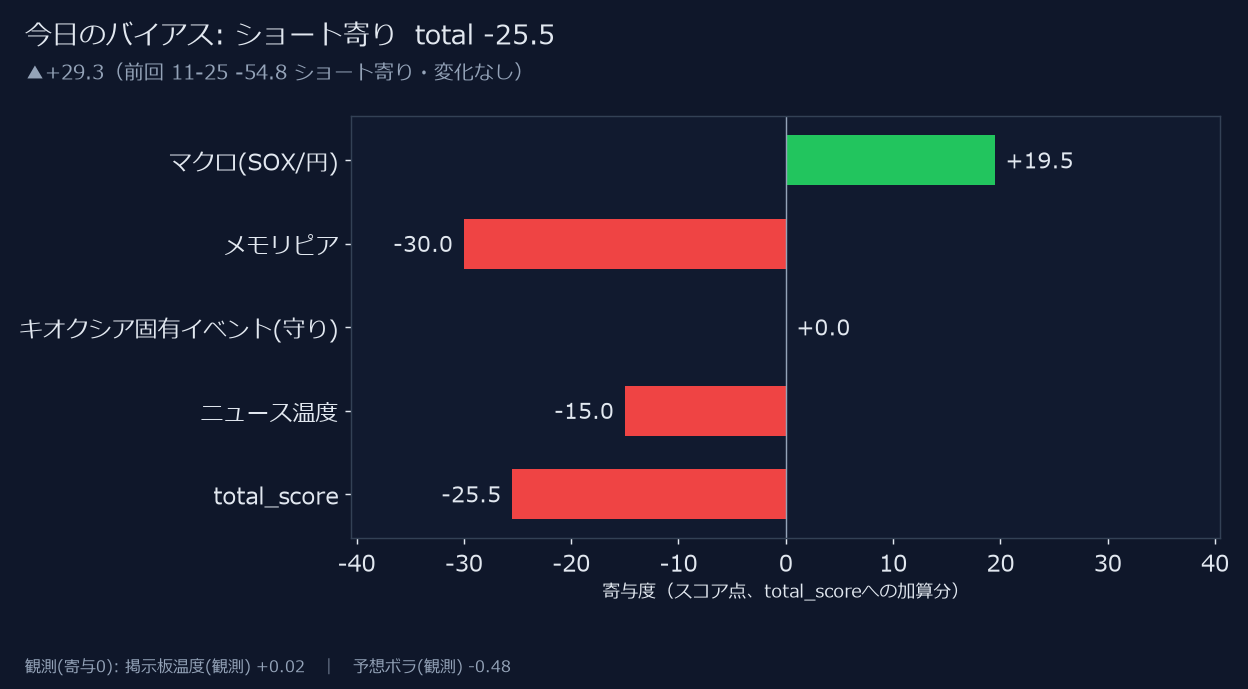 今日のバイアス: ショート寄り total -25.5
▲+29.3（前回 11-25 -54.8 ショート寄り・変化なし）
マクロ(SOX/円)
+19.5
メモリピア
-30.0
キオクシア固有イベント(守り)
+0.0
ニュース温度
-15.0
total_score
-25.5
-40 -30 -20 -10 0 10 20 30 40
寄与度（スコア点、total_scoreへの加算分）
観測(寄与0): 掲示板温度(観測) +0.02 | 予想ボラ(観測) -0.48